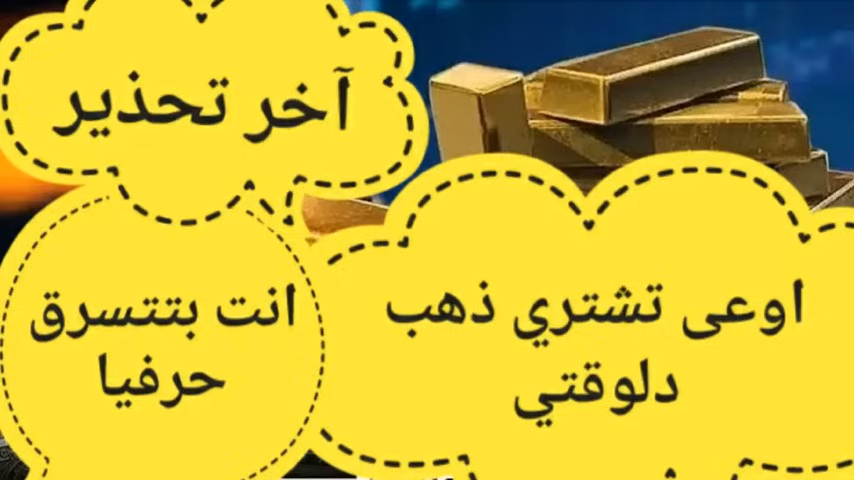 آخر تحذير
اوعى تشتري ذهب
دلوقتي
انت بتتسرق
حرفيا